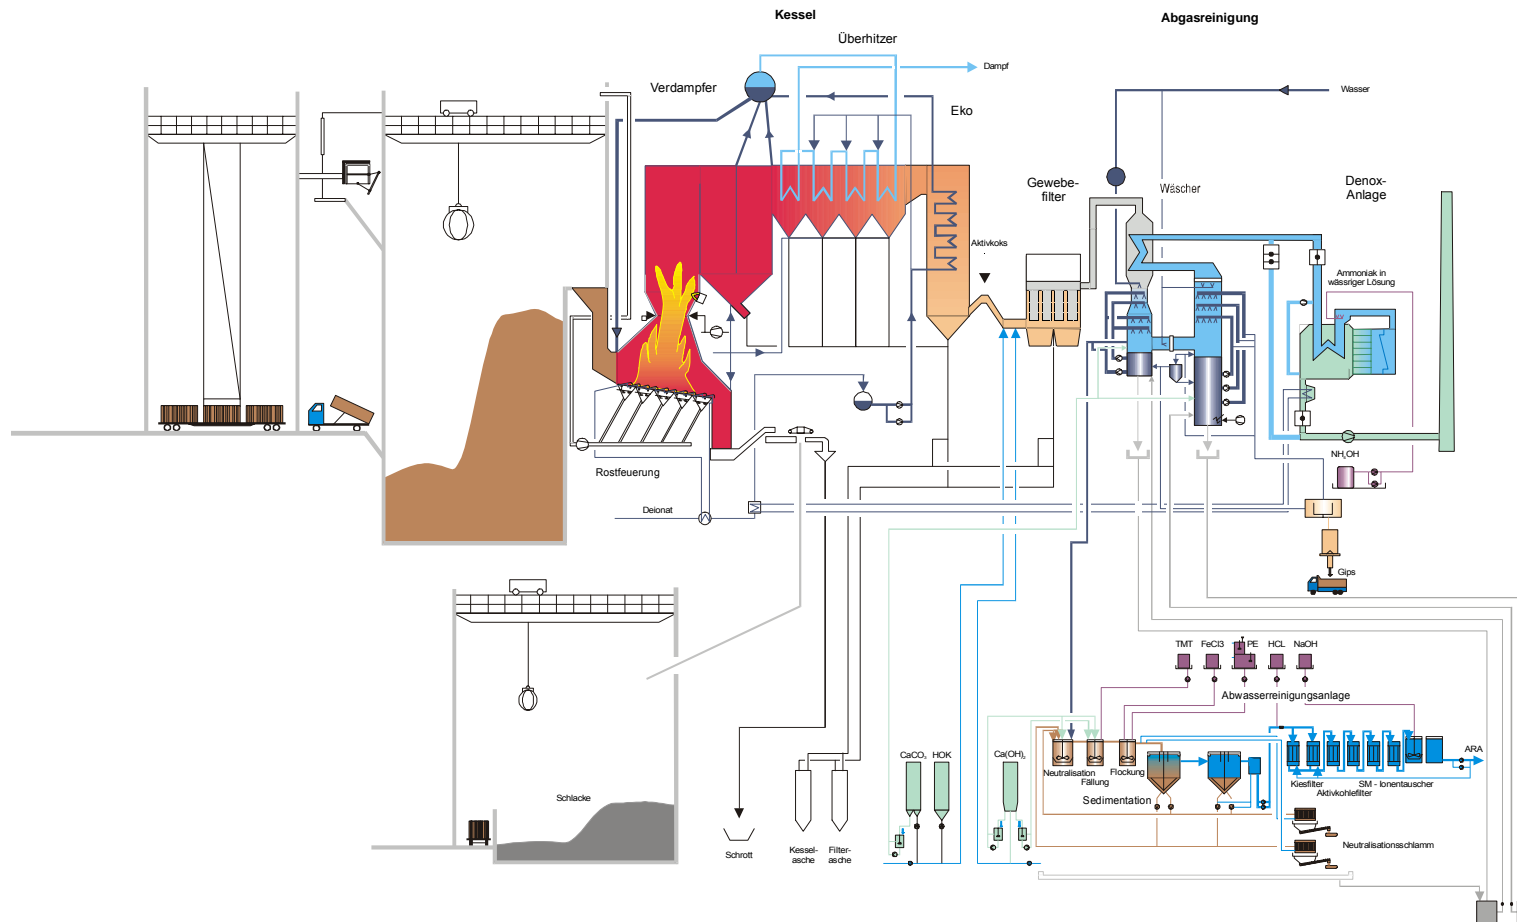 Kessel
Abgasreinigung
Überhitzer
Dampf
Verdampfer
Eko
Wasser
Gewebe-
filter
Wäscher
Denox-
Anlage
Aktivkoks
Ammoniak in
wässriger Lösung
Rostfeuerung
NH₄OH
Deionat
Gips
TMT
FeCl3
PE
HCL
NaOH
Abwasserreinigungsanlage
CaCO₃
HOK
Ca(OH)₂
Neutralisation
Fällung
Flockung
Sedimentation
Kiesfilter
Aktivkohlefilter
SM - Ionentauscher
ARA
Schlacke
Schrott
Kessel-
asche
Filter-
asche
Neutralisationsschlamm